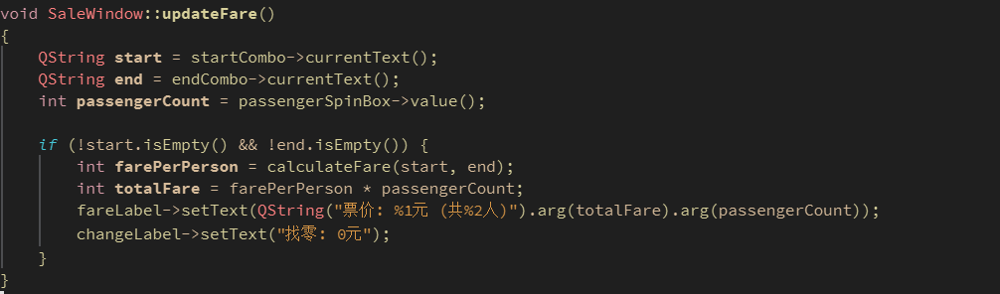 void SaleWindow::updateFare()
{
    QString start = startCombo->currentText();
    QString end = endCombo->currentText();
    int passengerCount = passengerSpinBox->value();

    if (!start.isEmpty() && !end.isEmpty()) {
        int farePerPerson = calculateFare(start, end);
        int totalFare = farePerPerson * passengerCount;
        fareLabel->setText(QString("票价: %1元 (共%2人)").arg(totalFare).arg(passengerCount));
        changeLabel->setText("找零: 0元");
    }
}